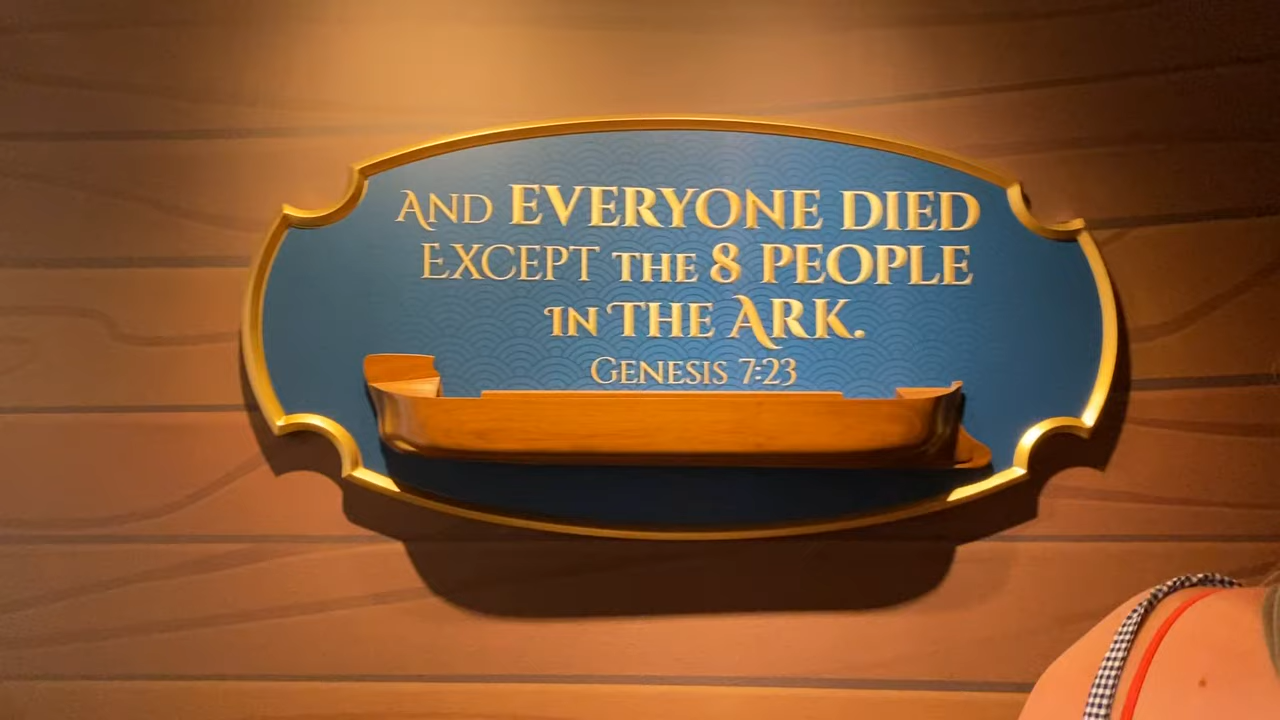 And EVERYONE DIED
Except the 8 PEOPLE
in the Ark.
Genesis 7:23